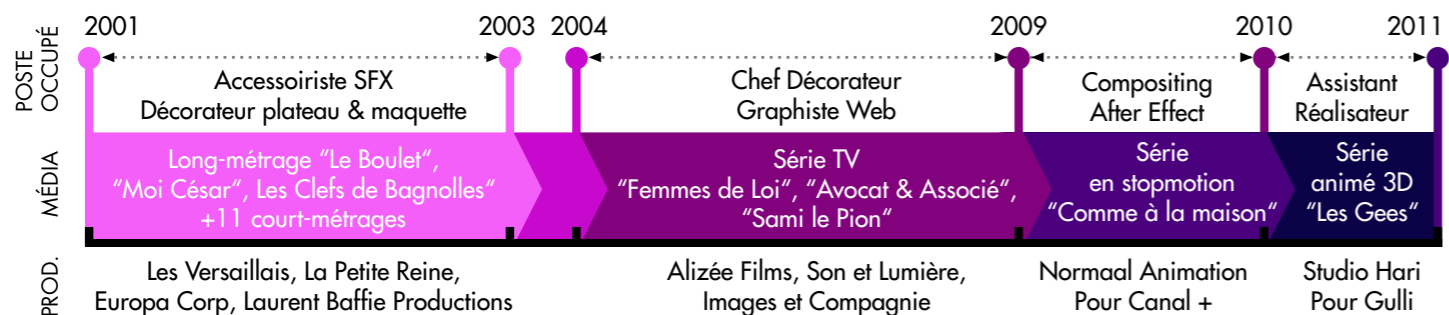 2001
2003
2004
2009
2010
2011
POSTE
OCCUPÉ
Accessoiriste SFX
Décorateur plateau & maquette
Chef Décorateur
Graphiste Web
Compositing
After Effect
Assistant
Réalisateur
MÉDIA
Long-métrage “Le Boulet“,
“Moi César“, Les Clefs de Bagnolles“
+11 court-métrages
Série TV
“Femmes de Loi“, “Avocat & Associé“,
“Sami le Pion“
Série
en stopmotion
“Comme à la maison“
Série
animé 3D
“Les Gees“
PROD.
Les Versaillais, La Petite Reine,
Europa Corp, Laurent Baffie Productions
Alizée Films, Son et Lumière,
Images et Compagnie
Normaal Animation
Pour Canal +
Studio Hari
Pour Gulli